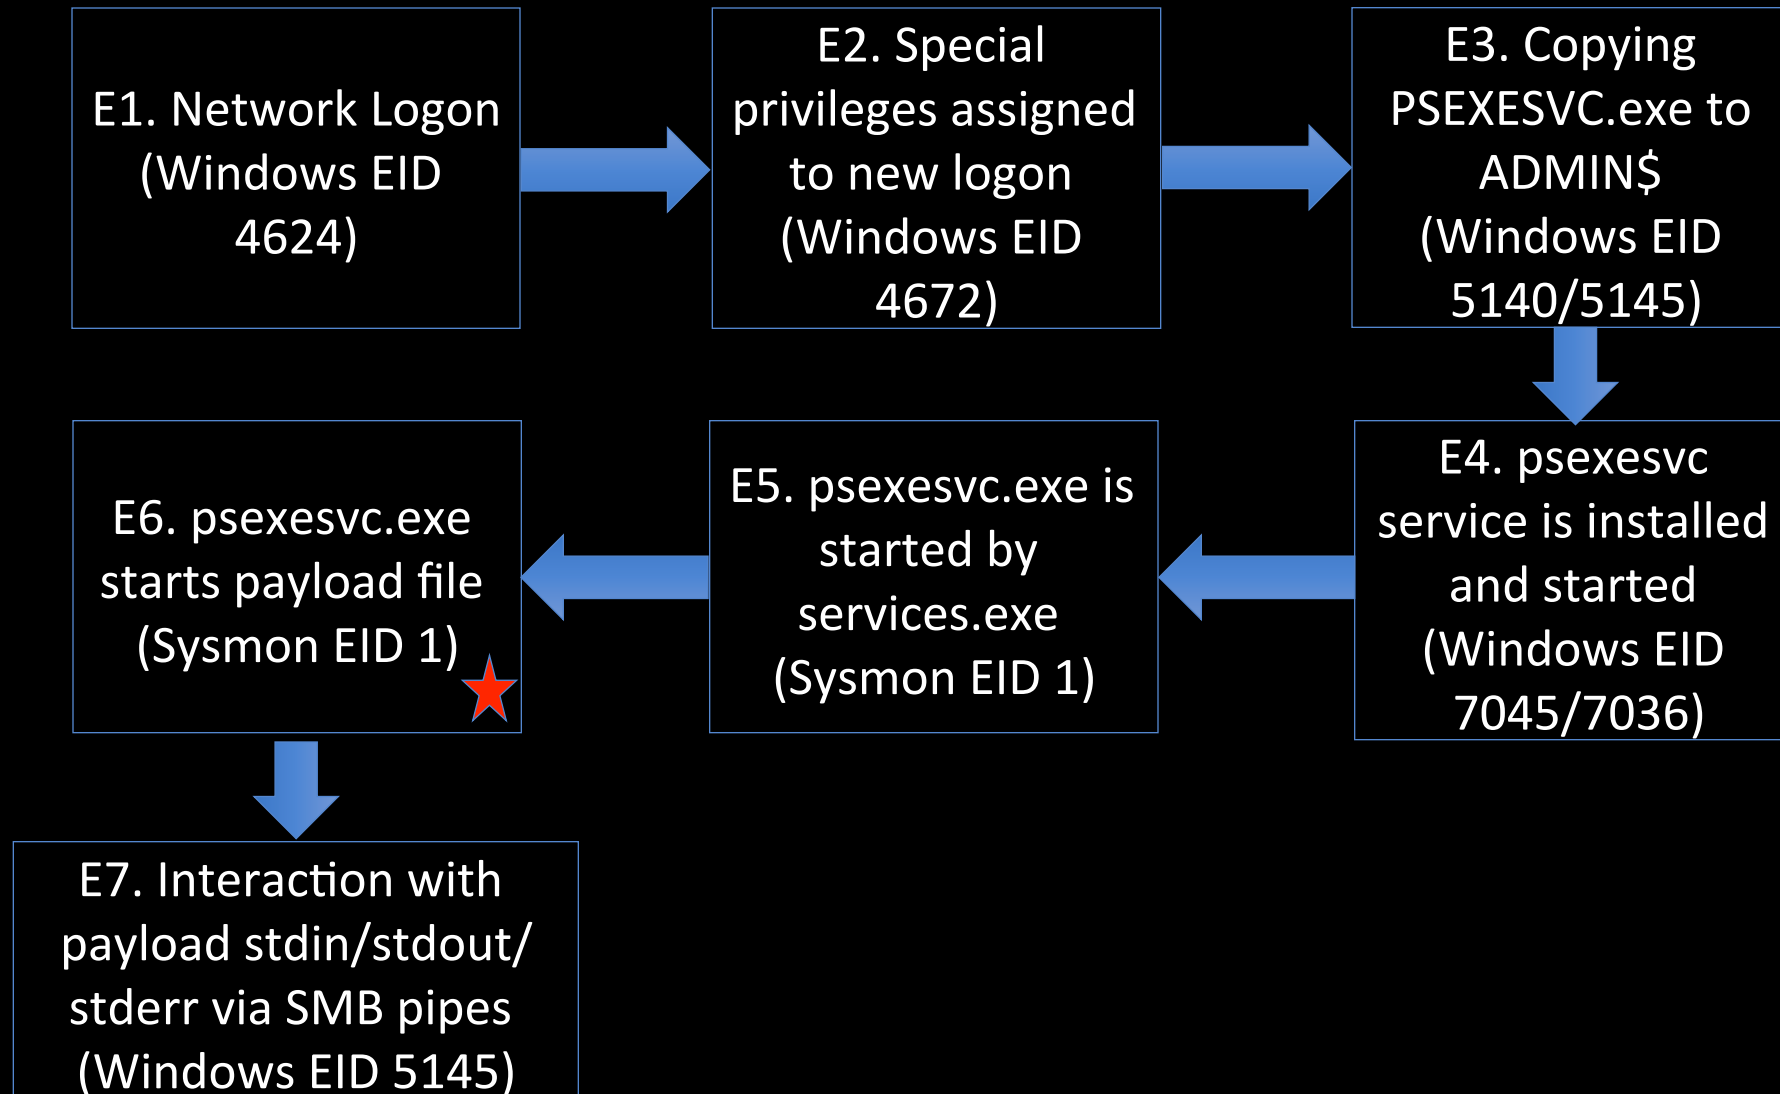 E1. Network Logon
(Windows EID
4624)
E2. Special
privileges assigned
to new logon
(Windows EID
4672)
E3. Copying
PSEXESVC.exe to
ADMIN$
(Windows EID
5140/5145)
E4. psexesvc
service is installed
and started
(Windows EID
7045/7036)
E5. psexesvc.exe is
started by
services.exe
(Sysmon EID 1)
E6. psexesvc.exe
starts payload file
(Sysmon EID 1)
E7. Interaction with
payload stdin/stdout/
stderr via SMB pipes
(Windows EID 5145)